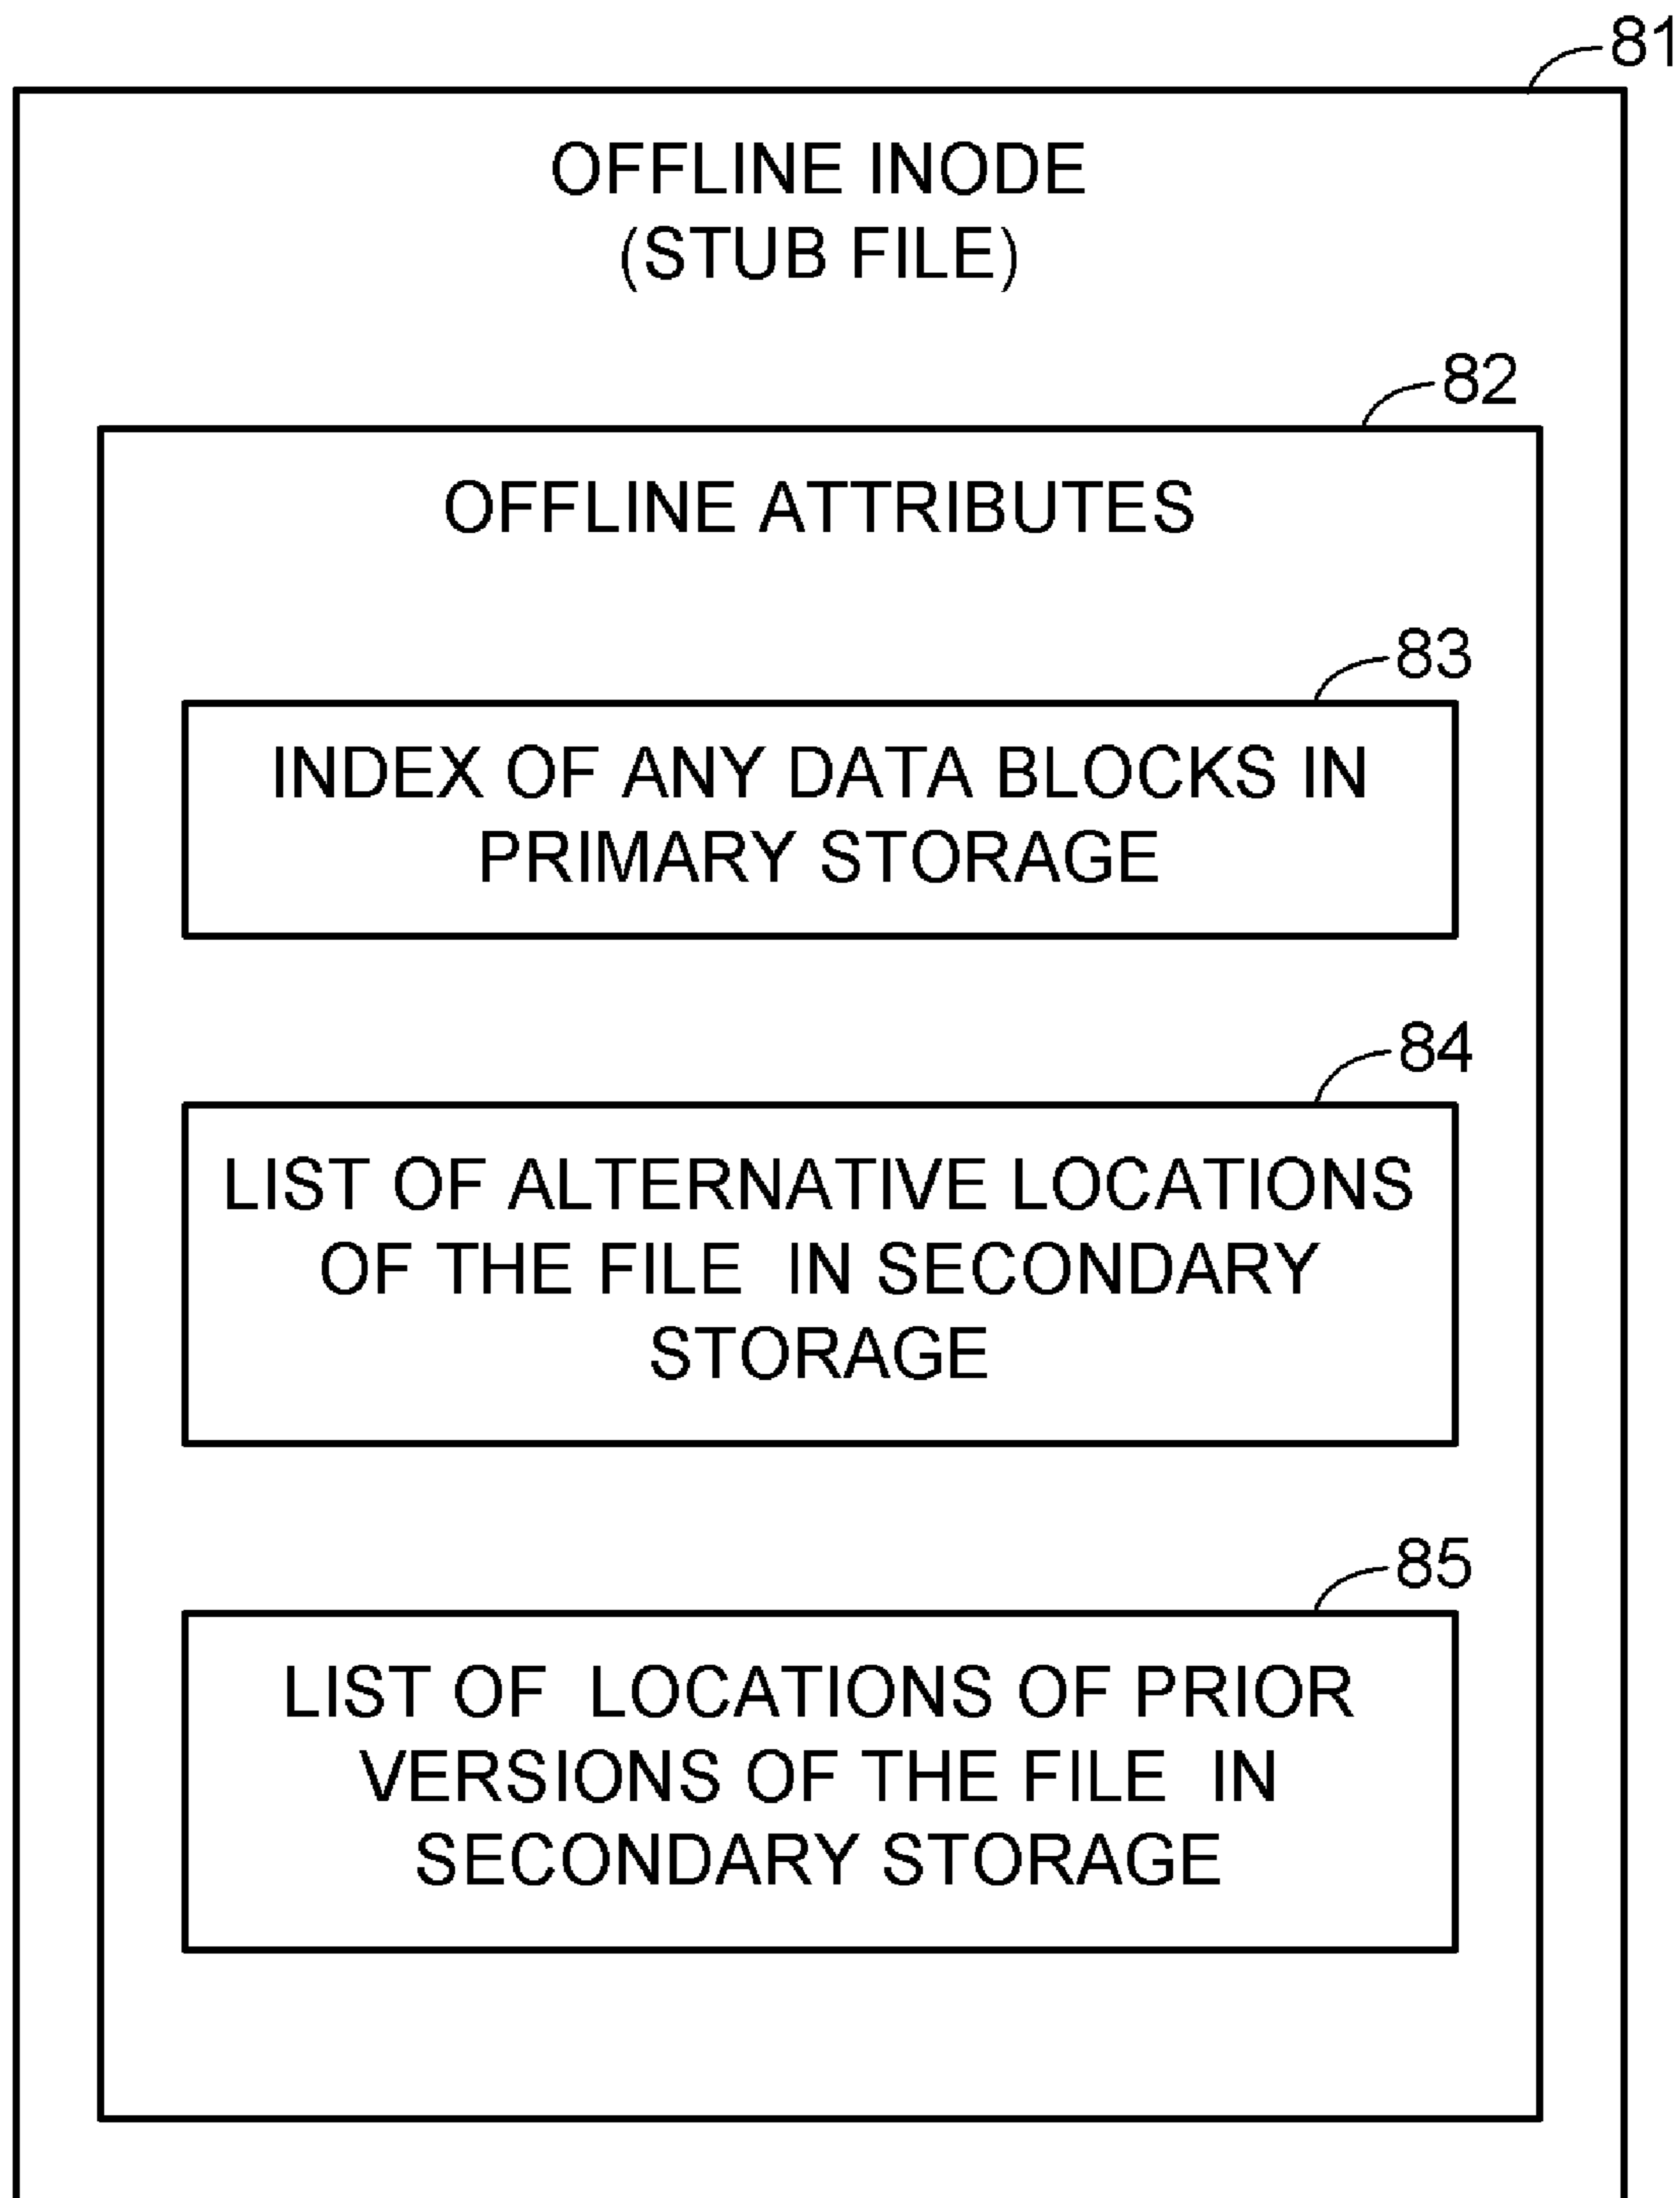 81
OFFLINE INODE
(STUB FILE)
82
OFFLINE ATTRIBUTES
83
INDEX OF ANY DATA BLOCKS IN
PRIMARY STORAGE
84
LIST OF ALTERNATIVE LOCATIONS
OF THE FILE IN SECONDARY
STORAGE
85
LIST OF LOCATIONS OF PRIOR
VERSIONS OF THE FILE IN
SECONDARY STORAGE